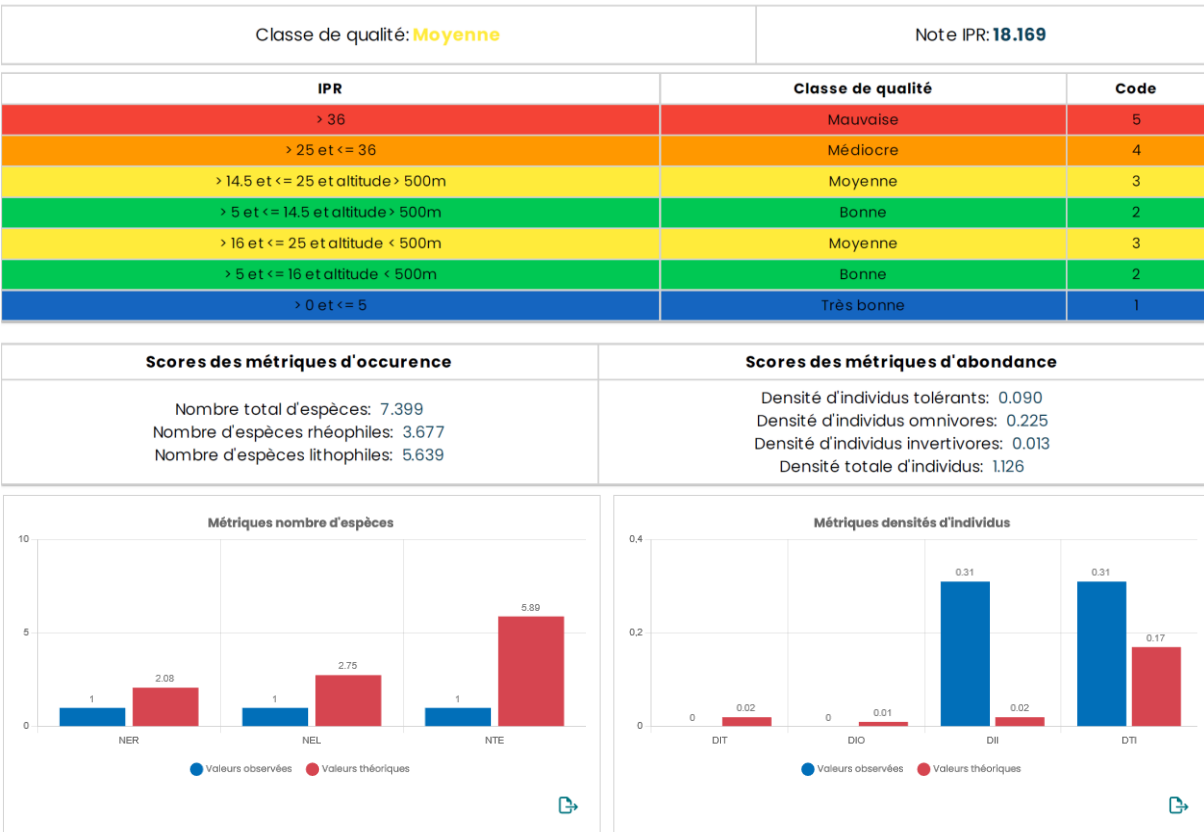 Classe de qualité: Moyenne
Note IPR: 18.169
IPR Classe de qualité Code
> 36 Mauvaise 5
> 25 et <= 36 Médiocre 4
> 14.5 et <= 25 et altitude > 500m Moyenne 3
> 5 et <= 14.5 et altitude > 500m Bonne 2
> 16 et <= 25 et altitude < 500m Moyenne 3
> 5 et <= 16 et altitude < 500m Bonne 2
> 0 et <= 5 Très bonne 1
Scores des métriques d'occurence
Nombre total d'espèces: 7.399
Nombre d'espèces rhéophiles: 3.677
Nombre d'espèces lithophiles: 5.639
Scores des métriques d'abondance
Densité d'individus tolérants: 0.090
Densité d'individus omnivores: 0.225
Densité d'individus invertivores: 0.013
Densité totale d'individus: 1.126
Métriques nombre d'espèces
10
5
0
1 2.08 1 2.75 1 5.89
NER NEL NTE
Valeurs observées Valeurs théoriques
Métriques densités d'individus
0,4
0,2
0
0 0.02 0 0.01 0.31 0.02 0.31 0.17
DIT DIO DII DTI
Valeurs observées Valeurs théoriques